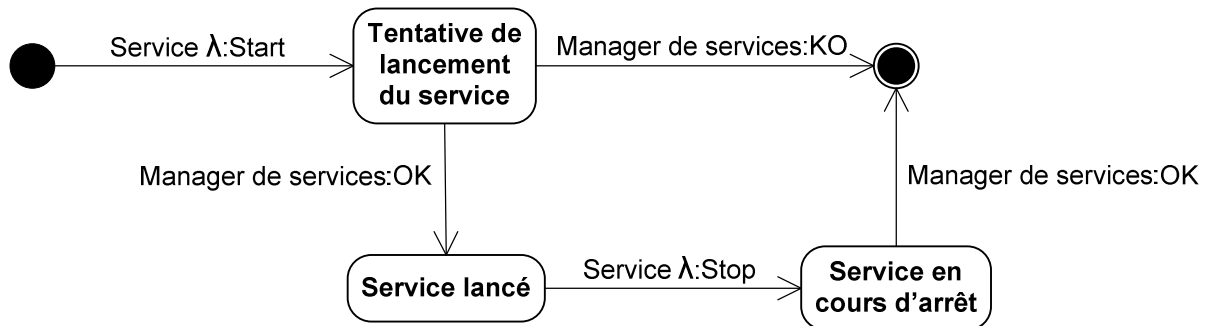 Service λ:Start
Tentative de
lancement
du service
Manager de services:KO
Manager de services:OK
Manager de services:OK
Service lancé
Service λ:Stop
Service en
cours d’arrêt